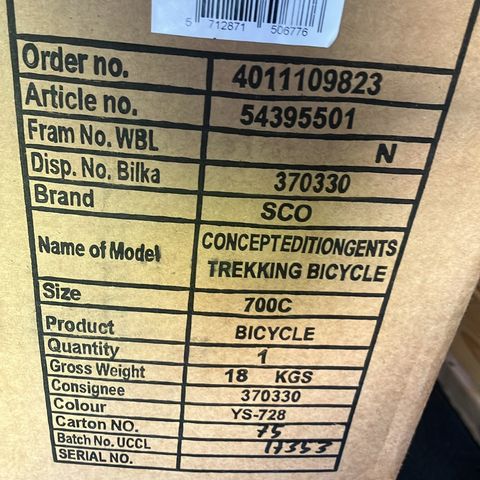 5 712871 506776
Order no. 4011109823
Article no. 54395501
Fram No. WBL N
Disp. No. Bilka 370330
Brand SCO
Name of Model CONCEPTEDITIONGENTS
TREKKING BICYCLE
Size 700C
Product BICYCLE
Quantity 1
Gross Weight 18 KGS
Consignee 370330
Colour YS-728
Carton NO. 75
Batch No. UCCL 17353
SERIAL NO.